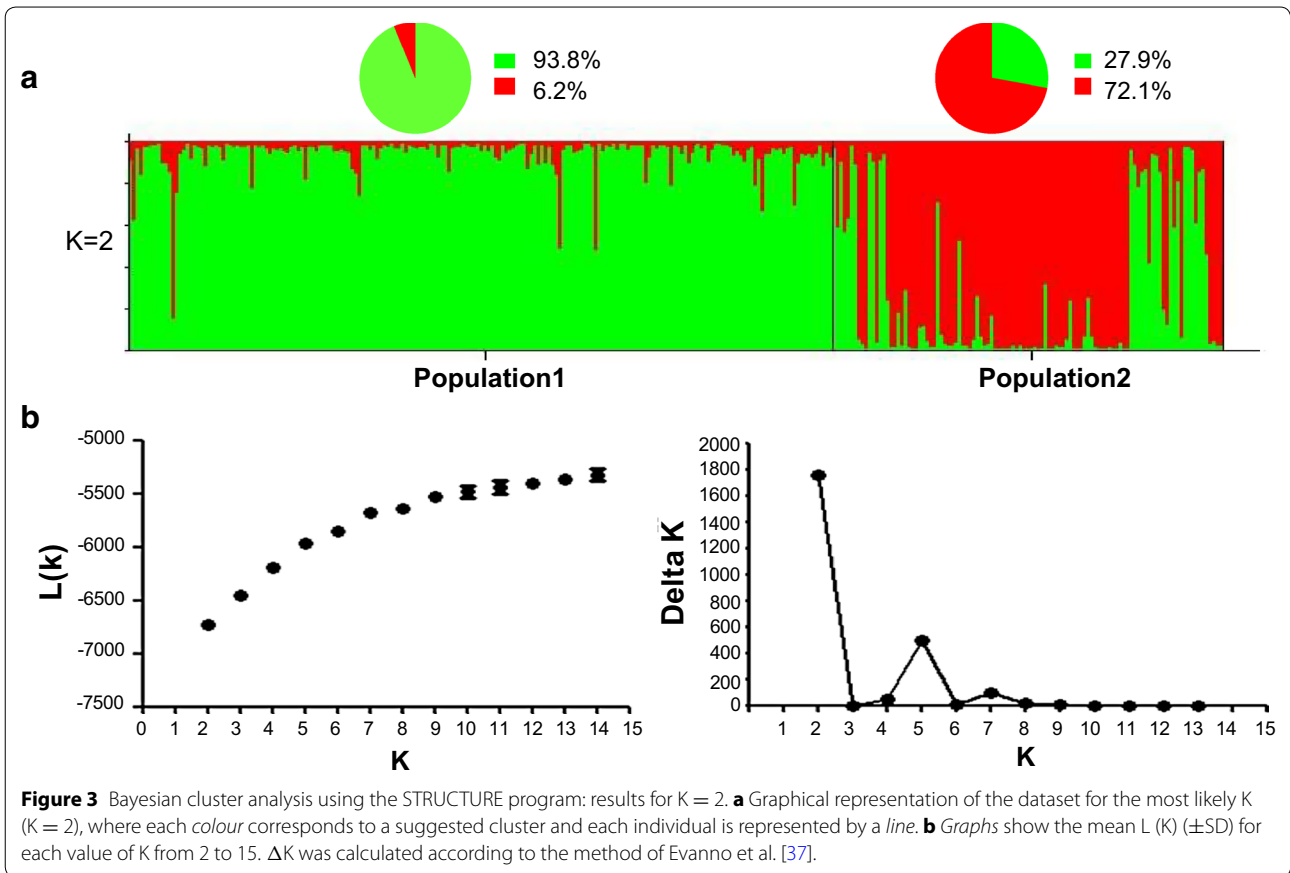 a
93.8%
6.2%
27.9%
72.1%
K=2
Population1
Population2
b
-5000
-5500
-6000
-6500
-7000
-7500
L(k)
0 1 2 3 4 5 6 7 8 9 10 11 12 13 14 15
K
2000
1800
1600
1400
1200
1000
800
600
400
200
0
Delta K
1 2 3 4 5 6 7 8 9 10 11 12 13 14 15
K
Figure 3 Bayesian cluster analysis using the STRUCTURE program: results for K = 2. a Graphical representation of the dataset for the most likely K
(K = 2), where each colour corresponds to a suggested cluster and each individual is represented by a line. b Graphs show the mean L (K) (±SD) for
each value of K from 2 to 15. ΔK was calculated according to the method of Evanno et al. [37].